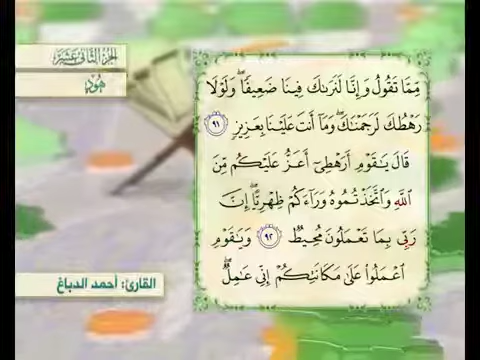 الجزء الثاني عشر
هود
مِّمَّا تَقُولُ وَإِنَّا لَنَرَىٰكَ فِينَا ضَعِيفًا ۖ وَلَوْلَا
رَهْطُكَ لَرَجَمْنَٰكَ ۖ وَمَآ أَنتَ عَلَيْنَا بِعَزِيزٍ ٩١
قَالَ يَٰقَوْمِ أَرَهْطِىٓ أَعَزُّ عَلَيْكُم مِّنَ
ٱللَّهِ وَٱتَّخَذْتُمُوهُ وَرَآءَكُمْ ظِهْرِيًّا ۖ إِنَّ
رَبِّى بِمَا تَعْمَلُونَ مُحِيطٌ ٩٢ وَيَٰقَوْمِ
ٱعْمَلُوا۟ عَلَىٰ مَكَانَتِكُمْ إِنِّى عَٰمِلٌ ۖ
القارئ: أحمد الدباغ